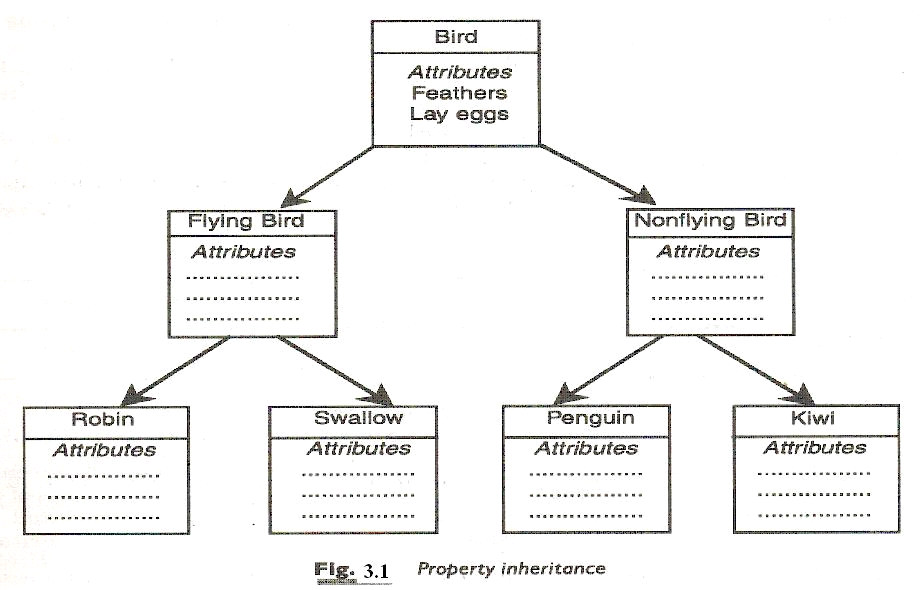 Bird
Attributes
Feathers
Lay eggs
Flying Bird
Attributes
....................
....................
....................
Nonflying Bird
Attributes
....................
....................
....................
Robin
Attributes
....................
....................
....................
Swallow
Attributes
....................
....................
....................
Penguin
Attributes
....................
....................
....................
Kiwi
Attributes
....................
....................
....................
Fig. 3.1 Property inheritance